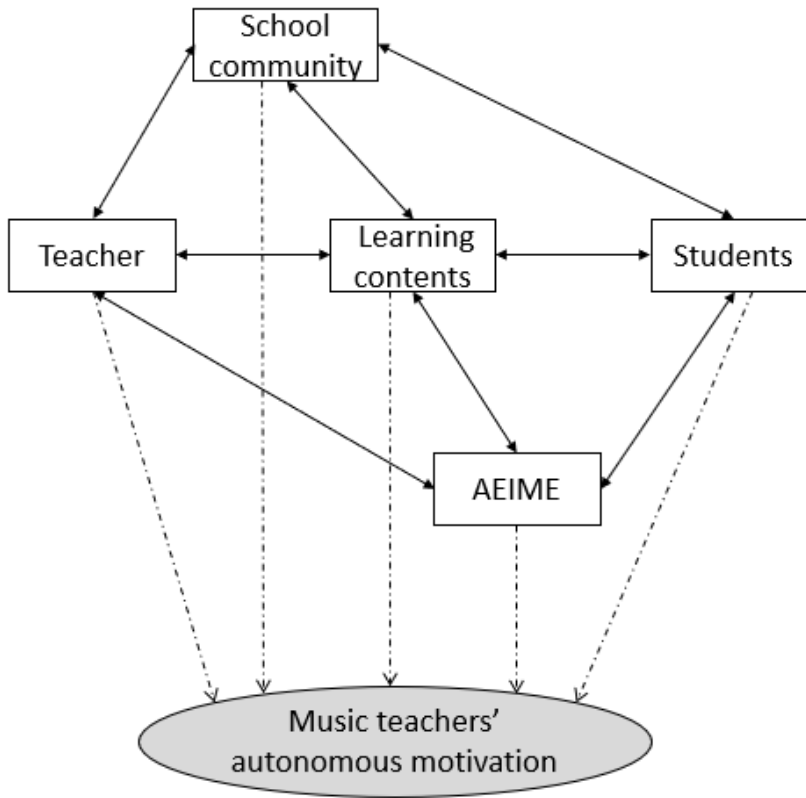 School
community
Teacher
Learning
contents
Students
AEIME
Music teachers’
autonomous motivation